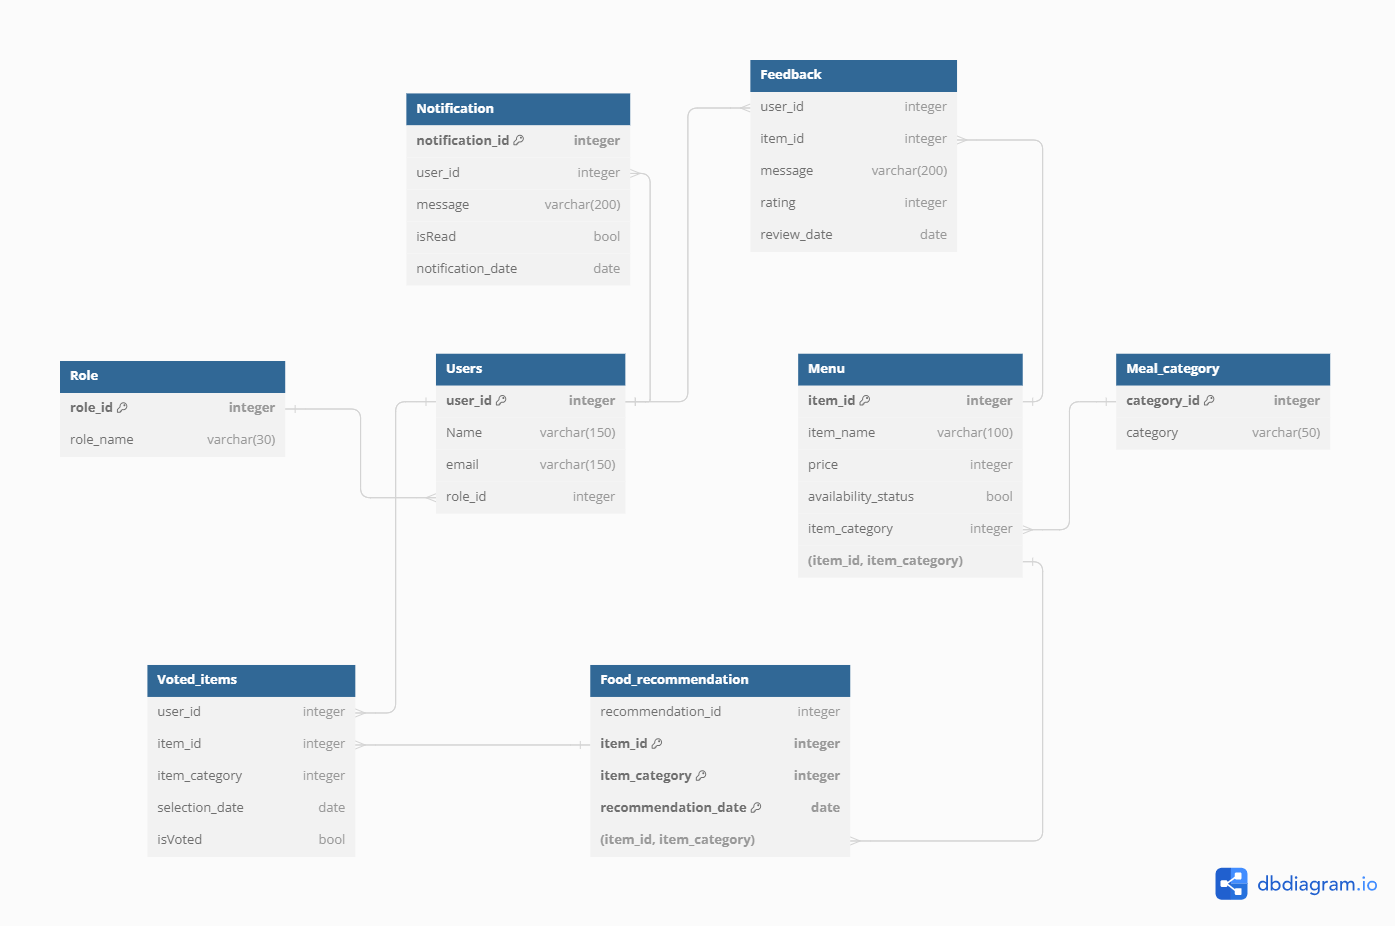 Notification
notification_id integer
user_id integer
message varchar(200)
isRead bool
notification_date date
Feedback
user_id integer
item_id integer
message varchar(200)
rating integer
review_date date
Role
role_id integer
role_name varchar(30)
Users
user_id integer
Name varchar(150)
email varchar(150)
role_id integer
Menu
item_id integer
item_name varchar(100)
price integer
availability_status bool
item_category integer
(item_id, item_category)
Meal_category
category_id integer
category varchar(50)
Voted_items
user_id integer
item_id integer
item_category integer
selection_date date
isVoted bool
Food_recommendation
recommendation_id integer
item_id integer
item_category integer
recommendation_date date
(item_id, item_category)
dbdiagram.io